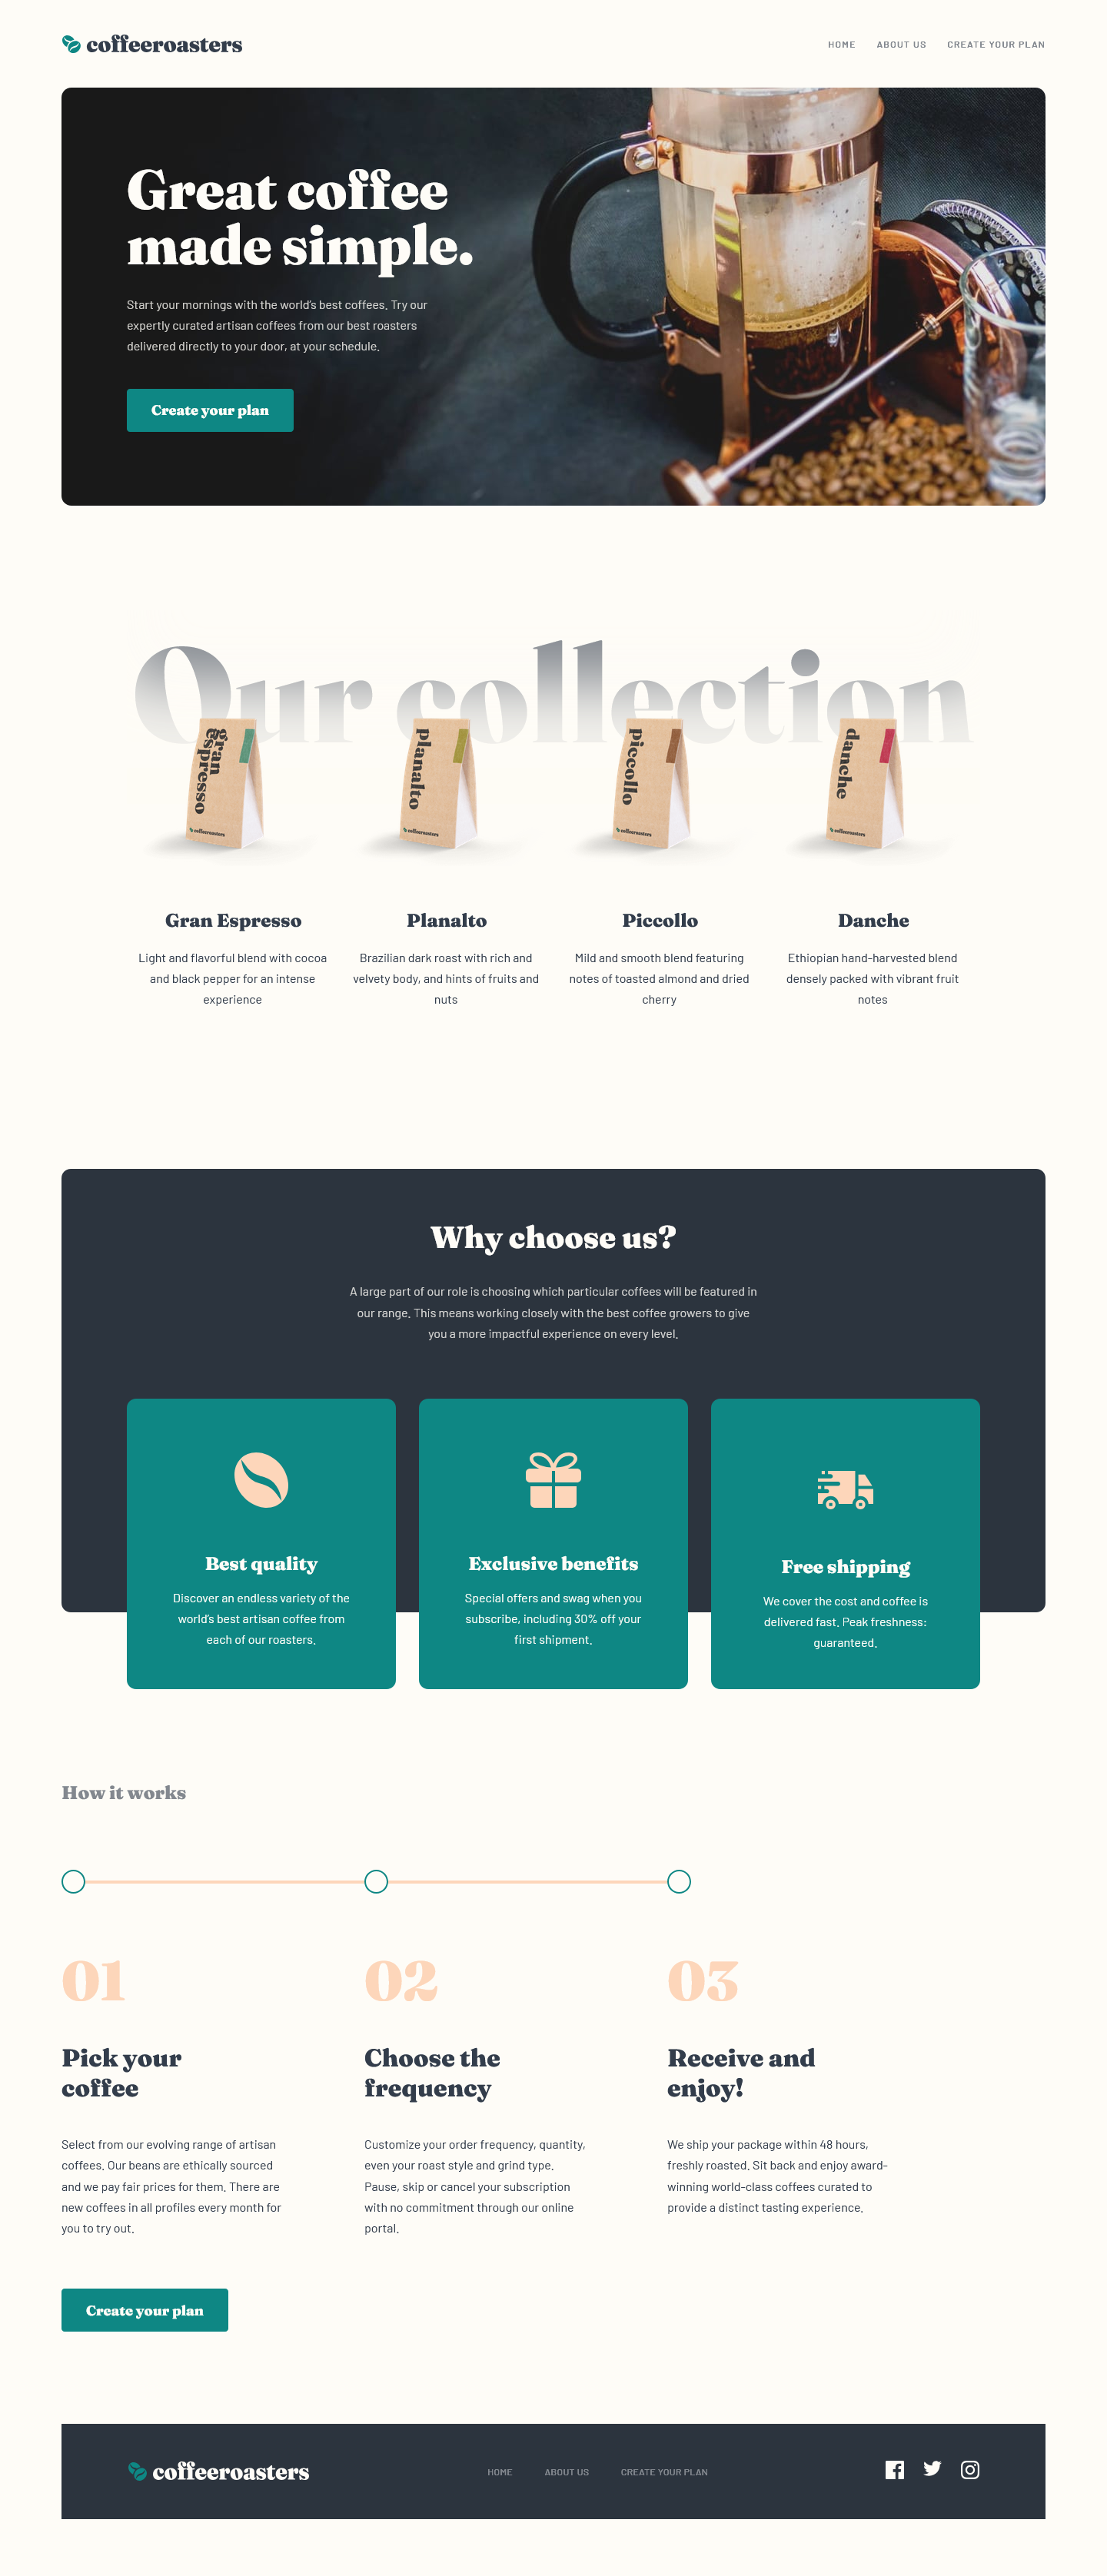 coffeeroasters
HOME
ABOUT US
CREATE YOUR PLAN
Great coffee
made simple.
Start your mornings with the world's best coffees. Try our
expertly curated artisan coffees from our best roasters
delivered directly to your door, at your schedule.
Create your plan
Our collection
gran
espresso
coffeeroasters
planalto
coffeeroasters
piccollo
coffeeroasters
danche
coffeeroasters
Gran Espresso
Light and flavorful blend with cocoa
and black pepper for an intense
experience
Planalto
Brazilian dark roast with rich and
velvety body, and hints of fruits and
nuts
Piccollo
Mild and smooth blend featuring
notes of toasted almond and dried
cherry
Danche
Ethiopian hand-harvested blend
densely packed with vibrant fruit
notes
Why choose us?
A large part of our role is choosing which particular coffees will be featured in
our range. This means working closely with the best coffee growers to give
you a more impactful experience on every level.
Best quality
Discover an endless variety of the
world's best artisan coffee from
each of our roasters.
Exclusive benefits
Special offers and swag when you
subscribe, including 30% off your
first shipment.
Free shipping
We cover the cost and coffee is
delivered fast. Peak freshness:
guaranteed.
How it works
01
Pick your
coffee
Select from our evolving range of artisan
coffees. Our beans are ethically sourced
and we pay fair prices for them. There are
new coffees in all profiles every month for
you to try out.
02
Choose the
frequency
Customize your order frequency, quantity,
even your roast style and grind type.
Pause, skip or cancel your subscription
with no commitment through our online
portal.
03
Receive and
enjoy!
We ship your package within 48 hours,
freshly roasted. Sit back and enjoy award-
winning world-class coffees curated to
provide a distinct tasting experience.
Create your plan
coffeeroasters
HOME
ABOUT US
CREATE YOUR PLAN